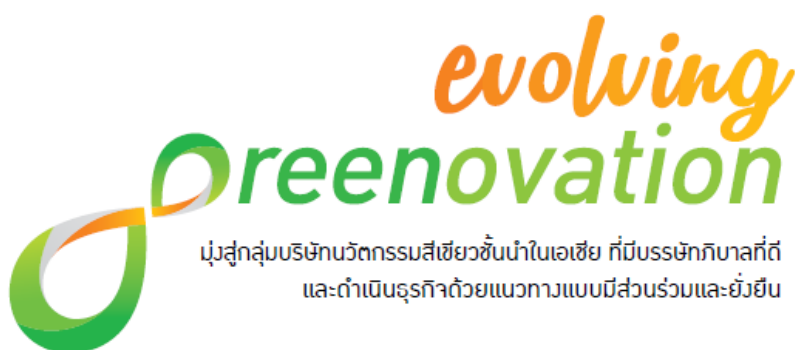 evolving
greenovation
มุ่งสู่กลุ่มบริษัทนวัตกรรมสีเขียวชั้นนำในเอเชีย ที่มีบรรษัทภิบาลที่ดี
และดำเนินธุรกิจด้วยแนวทางแบบมีส่วนร่วมและยั่งยืน